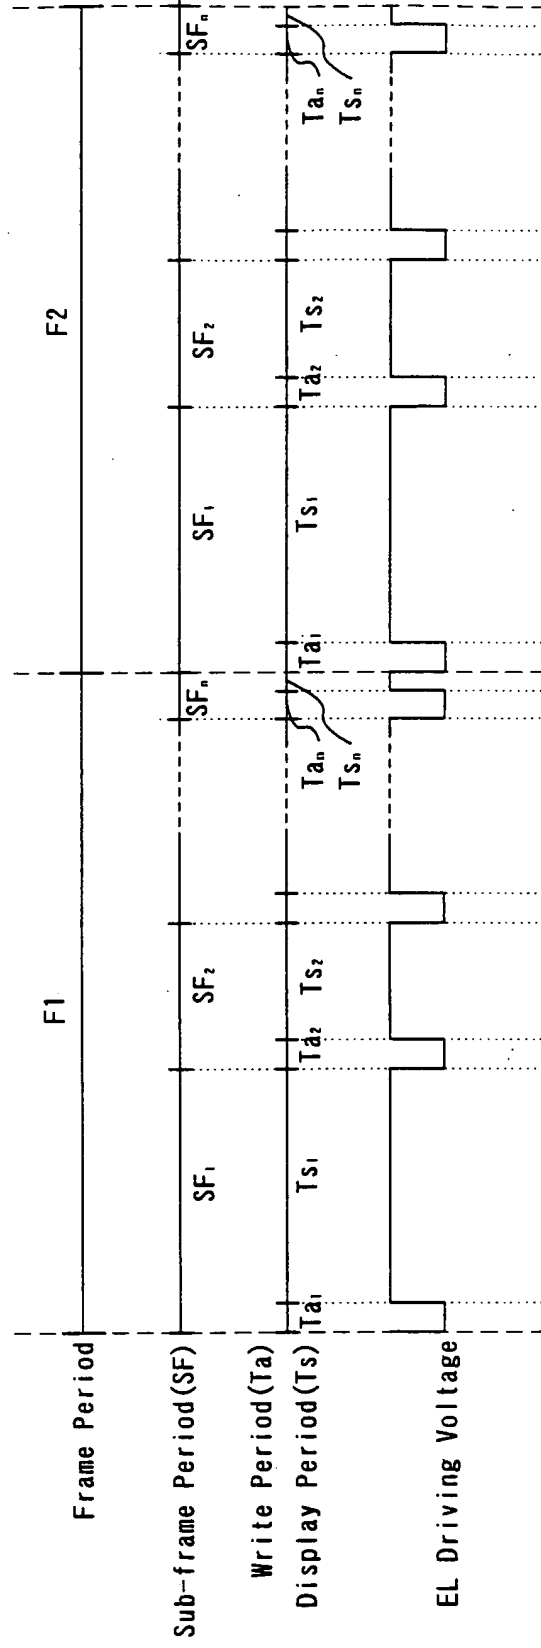 Frame Period F1 F2
Sub-frame Period(SF) SF₁ SF₂ SFₙ SF₁ SF₂ SFₙ
Write Period(Ta)
Display Period(Ts) Ta₁ Ts₁ Ta₂ Ts₂ Ta₁ Ts₁ Ta₂ Ts₂
Taₙ Taₙ
Tsₙ Tsₙ
EL Driving Voltage